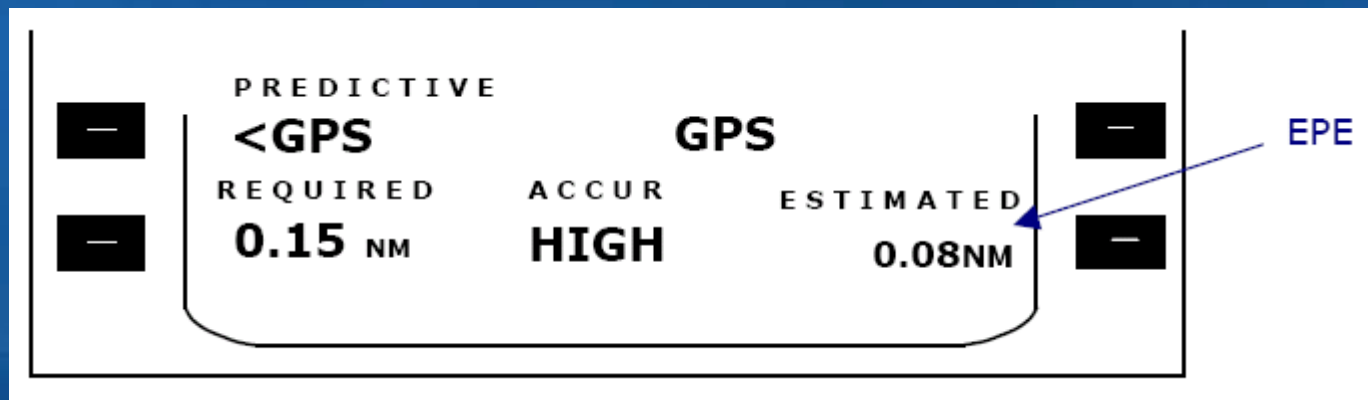 PREDICTIVE
<GPS GPS
REQUIRED ACCUR ESTIMATED
0.15 NM HIGH 0.08NM
EPE